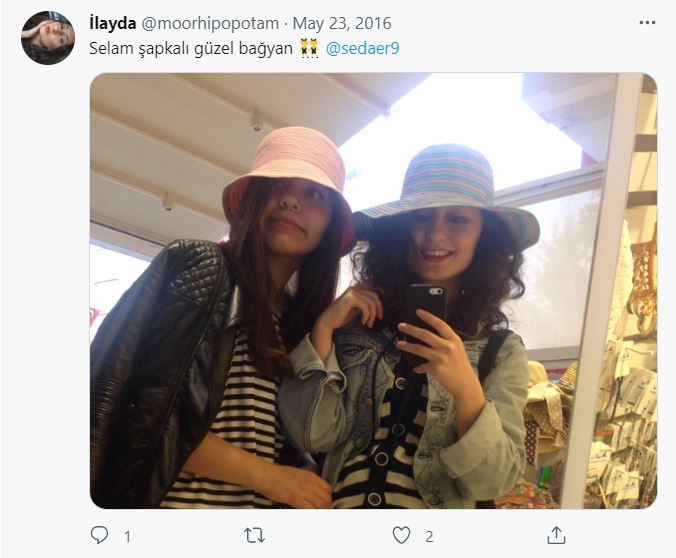 İlayda @moorhipopotam · May 23, 2016
Selam şapkalı güzel bağyan 👯 @sedaer9
1
2